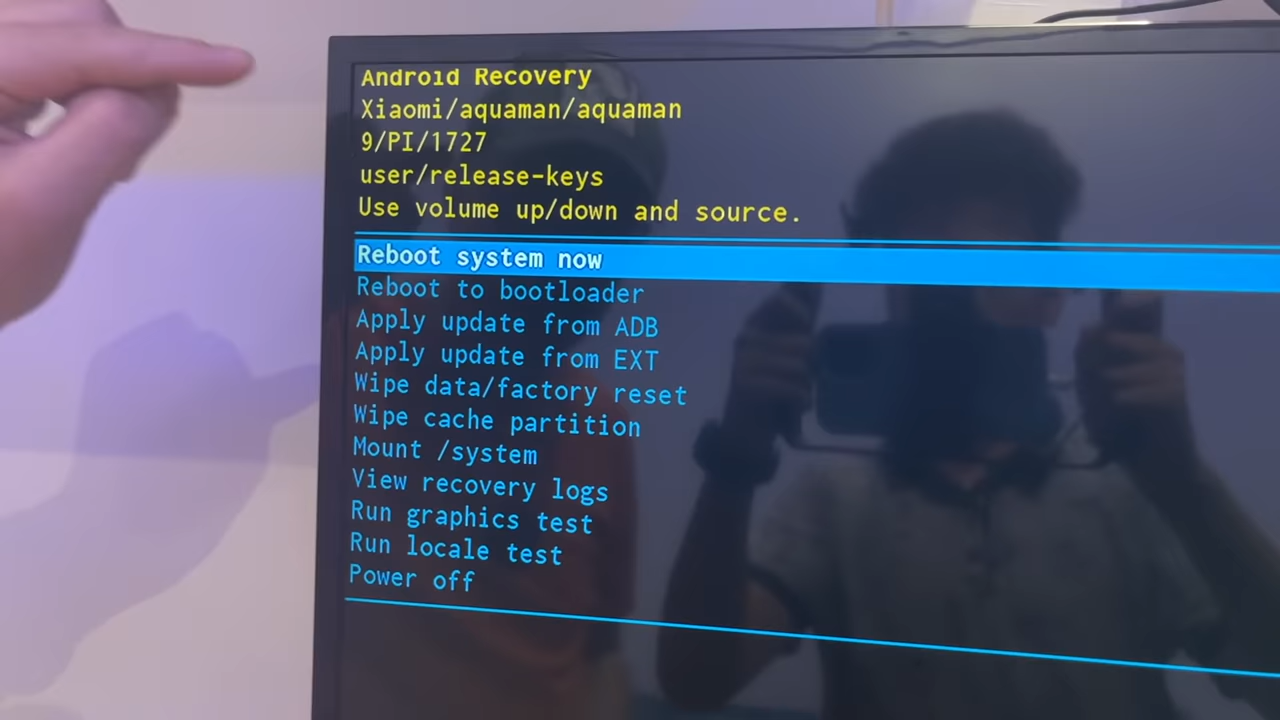 Android Recovery
Xiaomi/aquaman/aquaman
9/PI/1727
user/release-keys
Use volume up/down and source.
Reboot system now
Reboot to bootloader
Apply update from ADB
Apply update from EXT
Wipe data/factory reset
Wipe cache partition
Mount /system
View recovery logs
Run graphics test
Run locale test
Power off